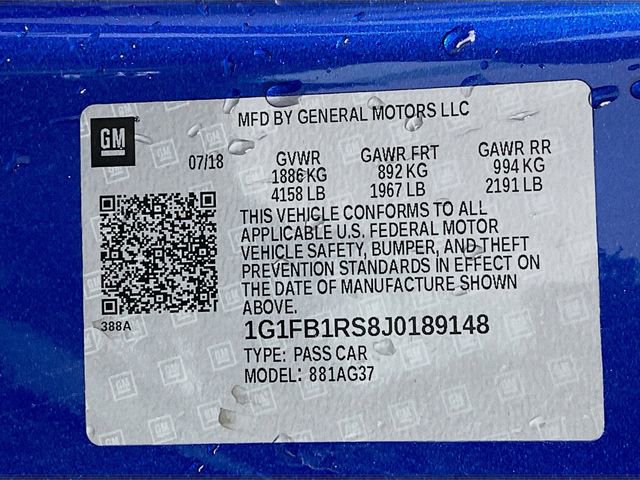 MFD BY GENERAL MOTORS LLC
GM
07/18
GVWR GAWR FRT GAWR RR
1886 KG 892 KG 994 KG
4158 LB 1967 LB 2191 LB
THIS VEHICLE CONFORMS TO ALL
APPLICABLE U.S. FEDERAL MOTOR
VEHICLE SAFETY, BUMPER, AND THEFT
PREVENTION STANDARDS IN EFFECT ON
THE DATE OF MANUFACTURE SHOWN
ABOVE.
388A
1G1FB1RS8J0189148
TYPE: PASS CAR
MODEL: 881AG37